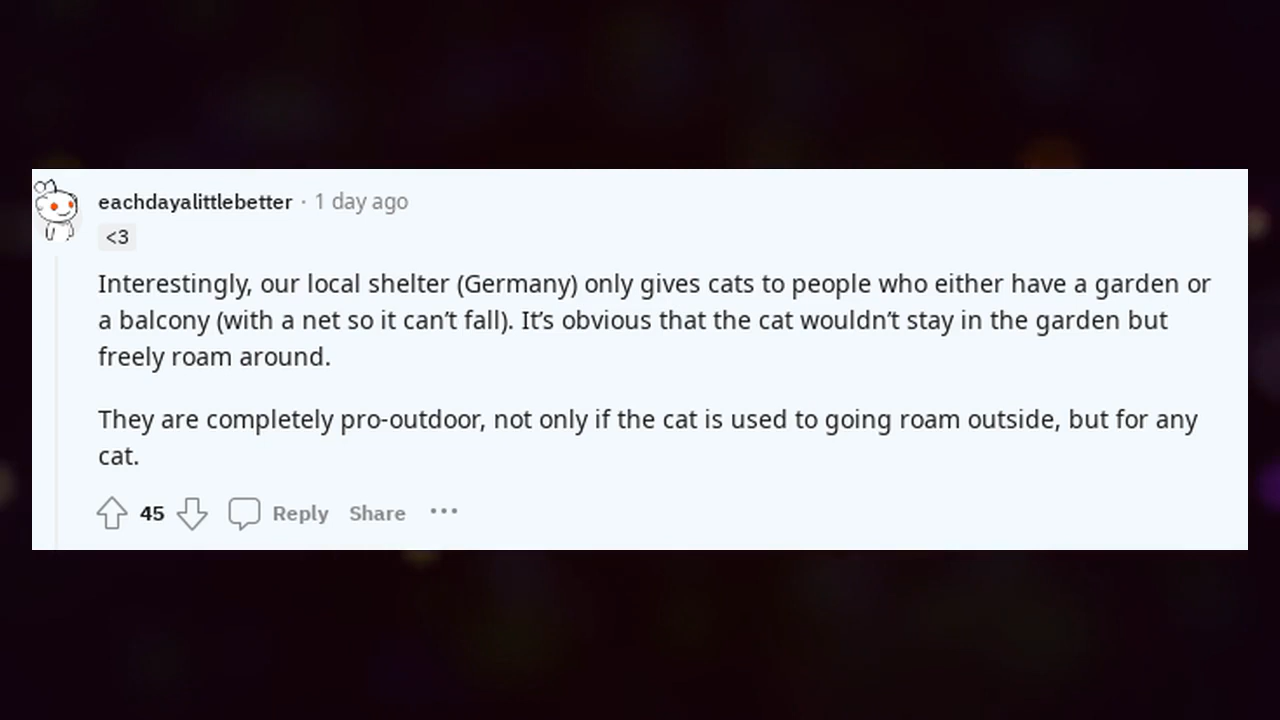 eachdayalittlebetter · 1 day ago
<3
Interestingly, our local shelter (Germany) only gives cats to people who either have a garden or
a balcony (with a net so it can’t fall). It’s obvious that the cat wouldn’t stay in the garden but
freely roam around.
They are completely pro-outdoor, not only if the cat is used to going roam outside, but for any
cat.
45 Reply Share ···